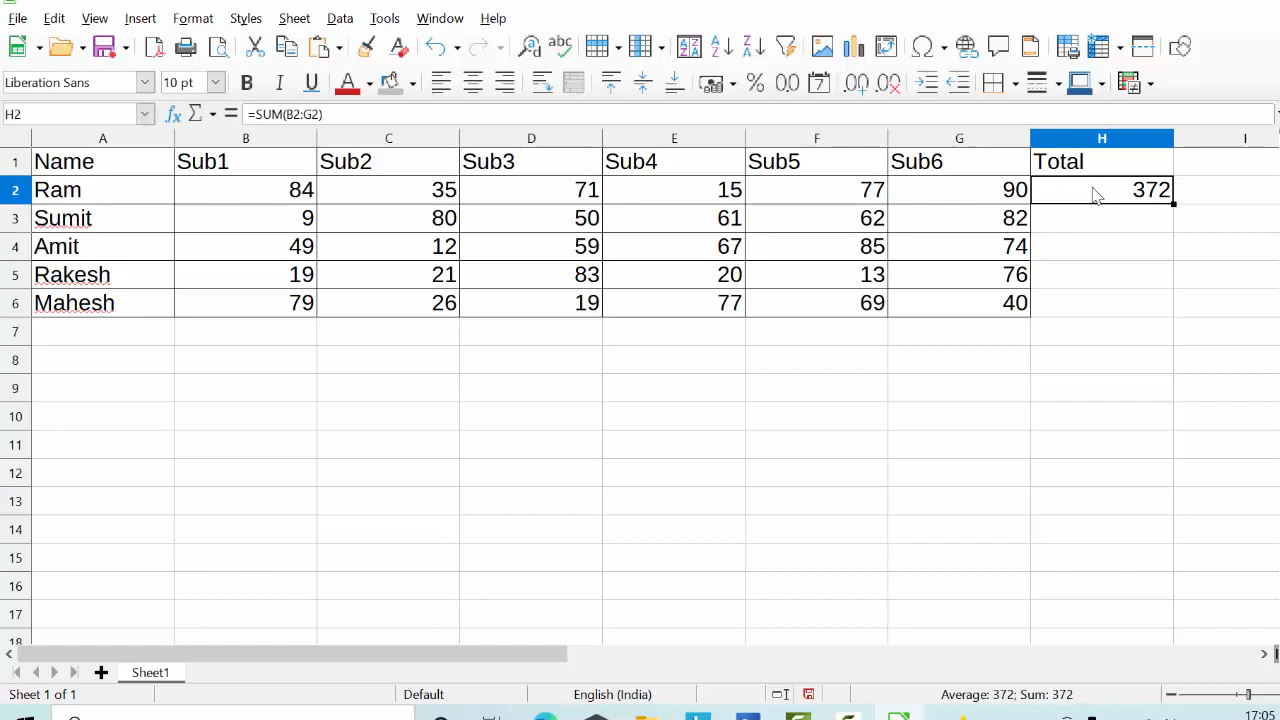 File Edit View Insert Format Styles Sheet Data Tools Window Help
Liberation Sans 10 pt
H2 =SUM(B2:G2)
A B C D E F G H I
1 Name Sub1 Sub2 Sub3 Sub4 Sub5 Sub6 Total
2 Ram 84 35 71 15 77 90 372
3 Sumit 9 80 50 61 62 82
4 Amit 49 12 59 67 85 74
5 Rakesh 19 21 83 20 13 76
6 Mahesh 79 26 19 77 69 40
7
8
9
10
11
12
13
14
15
16
17
18
Sheet1
Sheet 1 of 1 Default English (India) Average: 372; Sum: 372
17:05